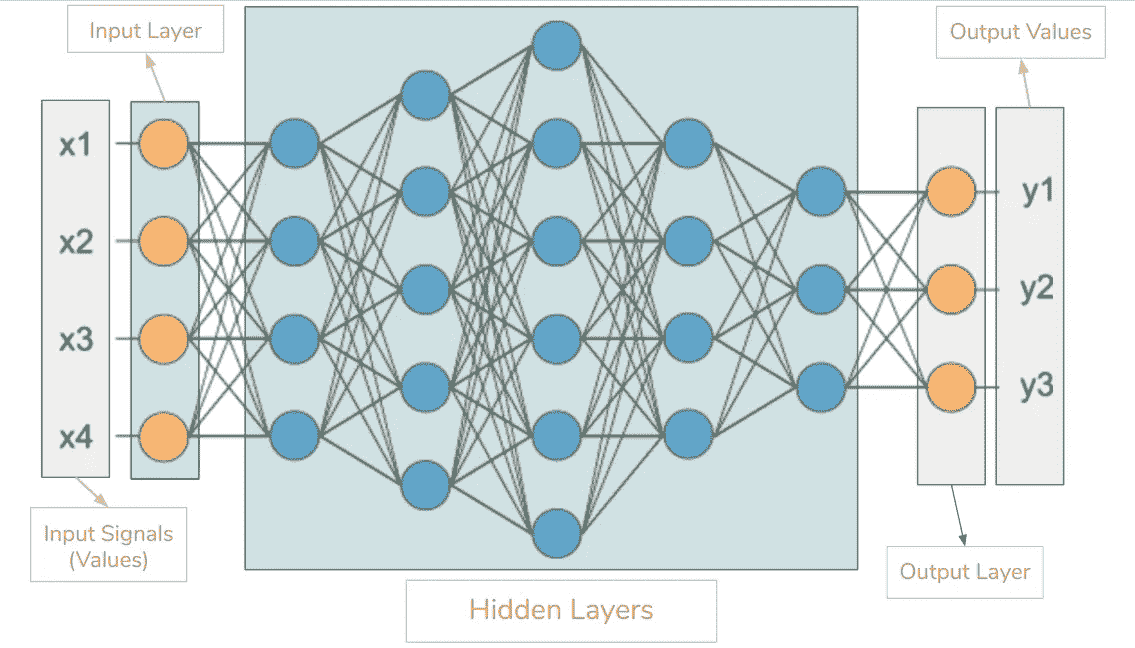 Input Layer
Output Values
x1
x2
x3
x4
y1
y2
y3
Input Signals
(Values)
Output Layer
Hidden Layers